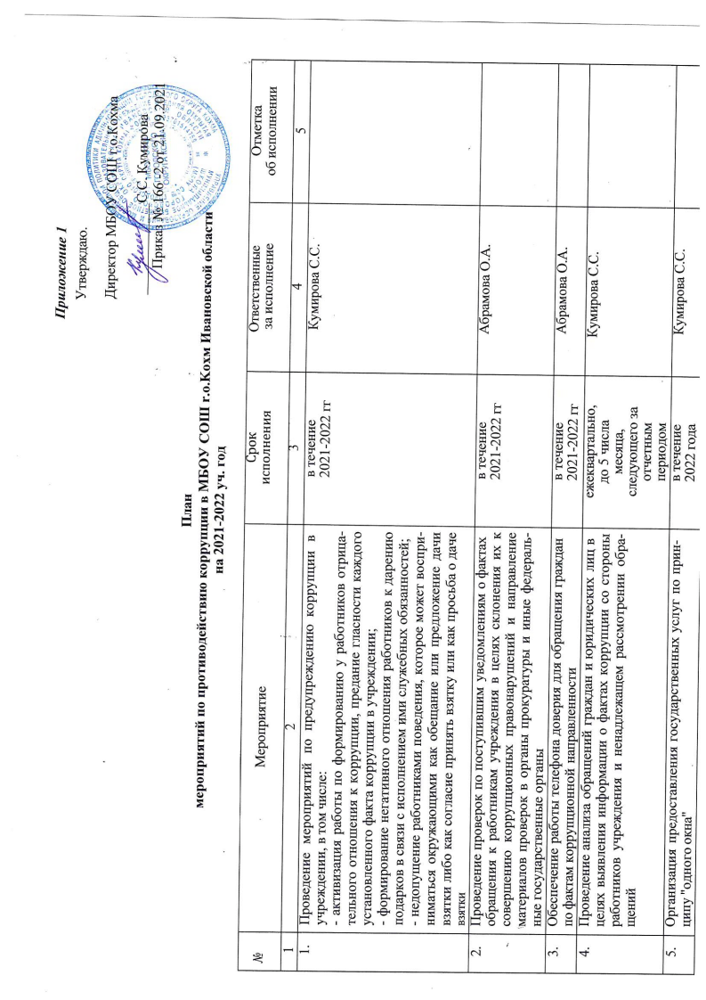 Приложение 1
Утверждаю.
Директор МБОУ СОШ г.о.Кохма
С.С. Кумирова
Приказ № 166 -2 от 21.09.2021
План
мероприятий по противодействию коррупции в МБОУ СОШ г.о.Кохм Ивановской области
на 2021-2022 уч. год
№
Мероприятие
Срок
исполнения
Ответственные
за исполнение
Отметка
об исполнении
1
2
3
4
5
1.
Проведение мероприятий по предупреждению коррупции в
учреждении, в том числе:
- активизация работы по формированию у работников отрица-
тельного отношения к коррупции, предание гласности каждого
установленного факта коррупции в учреждении;
- формирование негативного отношения работников к дарению
подарков в связи с исполнением ими служебных обязанностей;
- недопущение работниками поведения, которое может воспри-
ниматься окружающими как обещание или предложение дачи
взятки либо как согласие принять взятку или как просьба о даче
взятки
в течение
2021-2022 гг
Кумирова С.С.
2.
Проведение проверок по поступившим уведомлениям о фактах
обращения к работникам учреждения в целях склонения их к
совершению коррупционных правонарушений и направление
материалов проверок в органы прокуратуры и иные федераль-
ные государственные органы
в течение
2021-2022 гг
Абрамова О.А.
3.
Обеспечение работы телефона доверия для обращения граждан
по фактам коррупционной направленности
в течение
2021-2022 гг
Абрамова О.А.
4.
Проведение анализа обращений граждан и юридических лиц в
целях выявления информации о фактах коррупции со стороны
работников учреждения и ненадлежащем рассмотрении обра-
щений
ежеквартально,
до 5 числа
месяца,
следующего за
отчетным
периодом
Кумирова С.С.
5.
Организация предоставления государственных услуг по прин-
ципу "одного окна"
в течение
2022 года
Кумирова С.С.